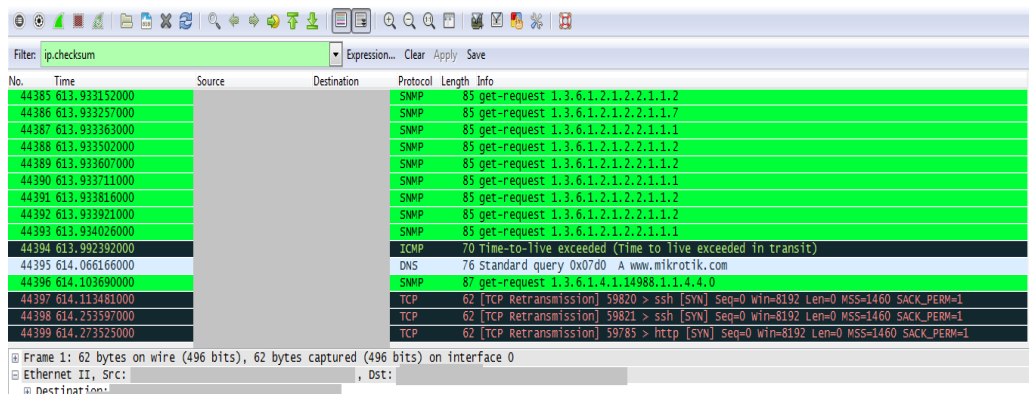 Filter: ip.checksum Expression... Clear Apply Save
No. Time Source Destination Protocol Length Info
44385 613.933152000 SNMP 85 get-request 1.3.6.1.2.1.2.2.1.1.2
44386 613.933257000 SNMP 85 get-request 1.3.6.1.2.1.2.2.1.1.7
44387 613.933363000 SNMP 85 get-request 1.3.6.1.2.1.2.2.1.1.1
44388 613.933502000 SNMP 85 get-request 1.3.6.1.2.1.2.2.1.1.2
44389 613.933607000 SNMP 85 get-request 1.3.6.1.2.1.2.2.1.1.2
44390 613.933711000 SNMP 85 get-request 1.3.6.1.2.1.2.2.1.1.1
44391 613.933816000 SNMP 85 get-request 1.3.6.1.2.1.2.2.1.1.2
44392 613.933921000 SNMP 85 get-request 1.3.6.1.2.1.2.2.1.1.2
44393 613.934026000 SNMP 85 get-request 1.3.6.1.2.1.2.2.1.1.1
44394 613.992392000 ICMP 70 Time-to-live exceeded (Time to live exceeded in transit)
44395 614.066166000 DNS 76 Standard query 0x07d0 A www.mikrotik.com
44396 614.103690000 SNMP 87 get-request 1.3.6.1.4.1.14988.1.1.4.4.0
44397 614.113481000 TCP 62 [TCP Retransmission] 59820 > ssh [SYN] Seq=0 Win=8192 Len=0 MSS=1460 SACK_PERM=1
44398 614.253597000 TCP 62 [TCP Retransmission] 59821 > ssh [SYN] Seq=0 Win=8192 Len=0 MSS=1460 SACK_PERM=1
44399 614.273525000 TCP 62 [TCP Retransmission] 59785 > http [SYN] Seq=0 Win=8192 Len=0 MSS=1460 SACK_PERM=1
Frame 1: 62 bytes on wire (496 bits), 62 bytes captured (496 bits) on interface 0
Ethernet II, Src: , Dst:
Destination: